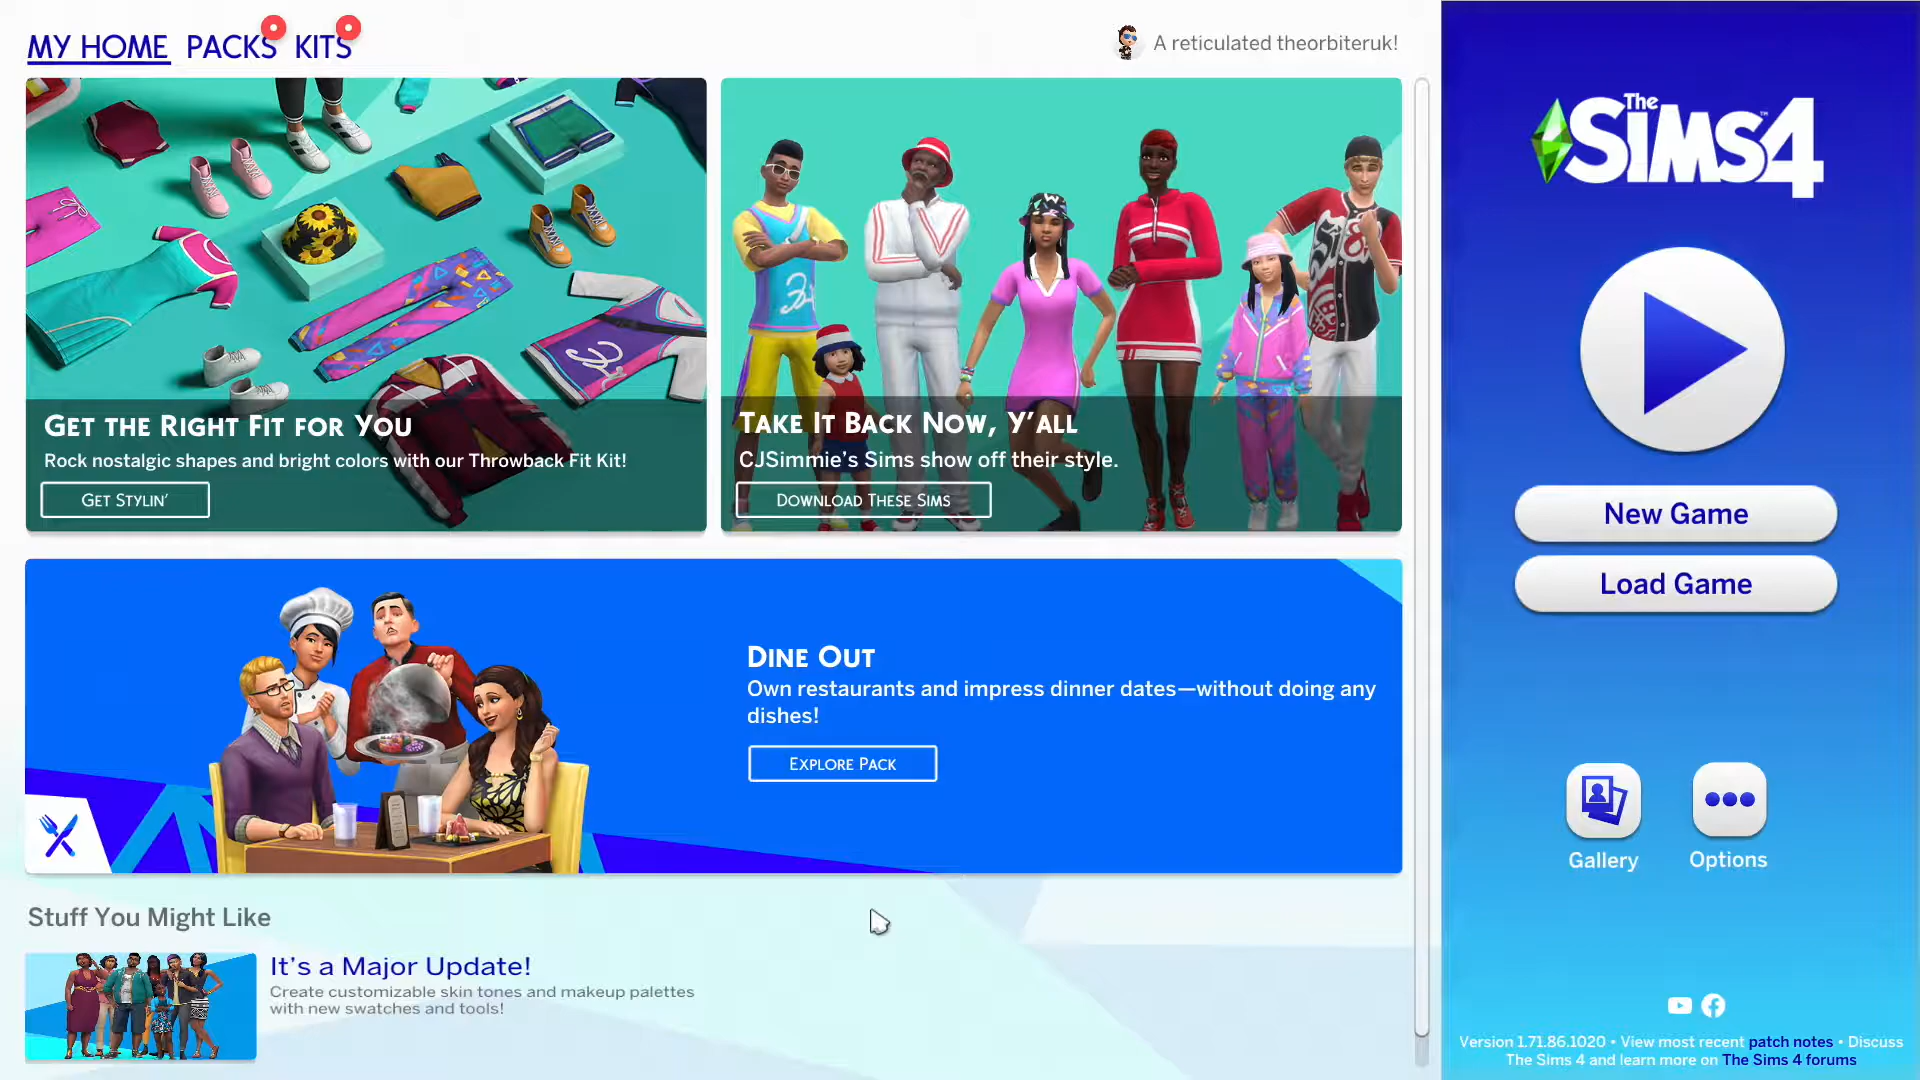 MY HOME PACKS KITS
A reticulated theorbiteruk!
GET THE RIGHT FIT FOR YOU
Rock nostalgic shapes and bright colors with our Throwback Fit Kit!
GET STYLIN'
TAKE IT BACK NOW, Y'ALL
CJSimmie's Sims show off their style.
DOWNLOAD THESE SIMS
DINE OUT
Own restaurants and impress dinner dates—without doing any
dishes!
EXPLORE PACK
Stuff You Might Like
It's a Major Update!
Create customizable skin tones and makeup palettes
with new swatches and tools!
The
SiMS4
New Game
Load Game
Gallery
Options
Version 1.71.86.1020 • View most recent patch notes • Discuss
The Sims 4 and learn more on The Sims 4 forums